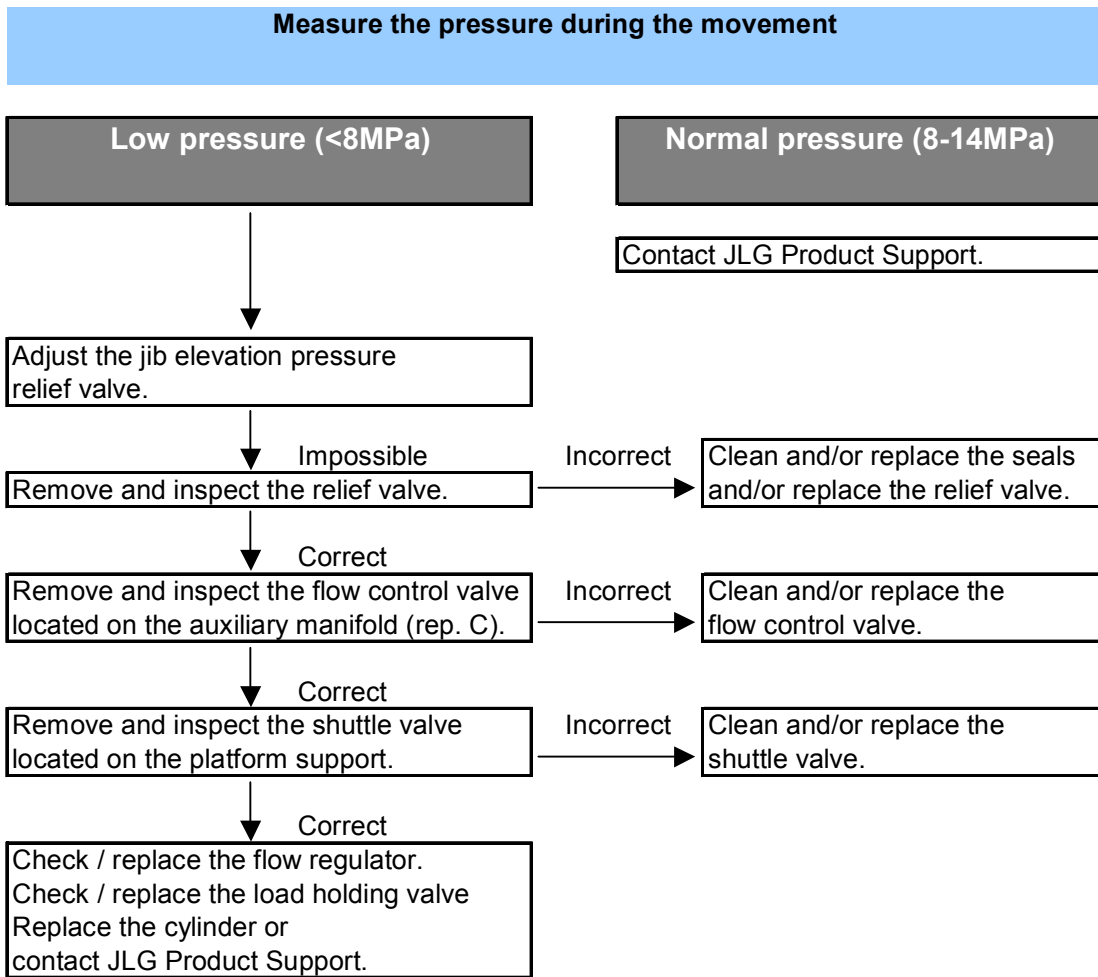 Measure the pressure during the movement
Low pressure (<8MPa)
Normal pressure (8-14MPa)
Contact JLG Product Support.
Adjust the jib elevation pressure
relief valve.
Impossible
Incorrect
Remove and inspect the relief valve.
Clean and/or replace the seals
and/or replace the relief valve.
Correct
Incorrect
Remove and inspect the flow control valve
located on the auxiliary manifold (rep. C).
Clean and/or replace the
flow control valve.
Correct
Incorrect
Remove and inspect the shuttle valve
located on the platform support.
Clean and/or replace the
shuttle valve.
Correct
Check / replace the flow regulator.
Check / replace the load holding valve
Replace the cylinder or
contact JLG Product Support.